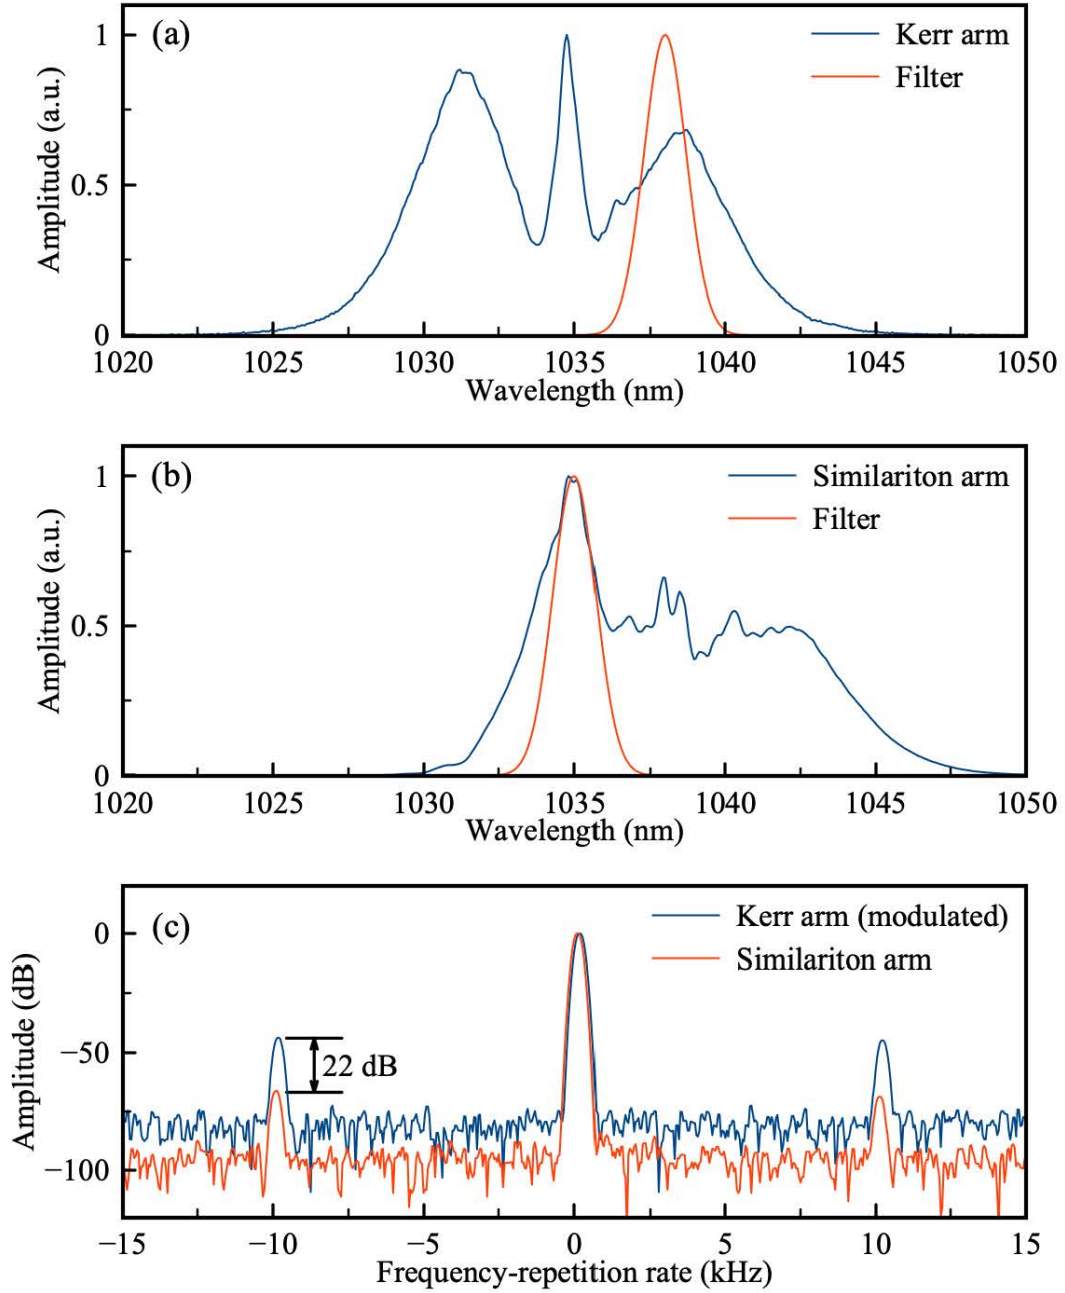 (a)
Kerr arm
Filter
Amplitude (a.u.)
1
0.5
0
1020 1025 1030 1035 1040 1045 1050
Wavelength (nm)
(b)
Similariton arm
Filter
Amplitude (a.u.)
1
0.5
0
1020 1025 1030 1035 1040 1045 1050
Wavelength (nm)
(c)
Kerr arm (modulated)
Similariton arm
Amplitude (dB)
0
−50
−100
22 dB
−15 −10 −5 0 5 10 15
Frequency-repetition rate (kHz)